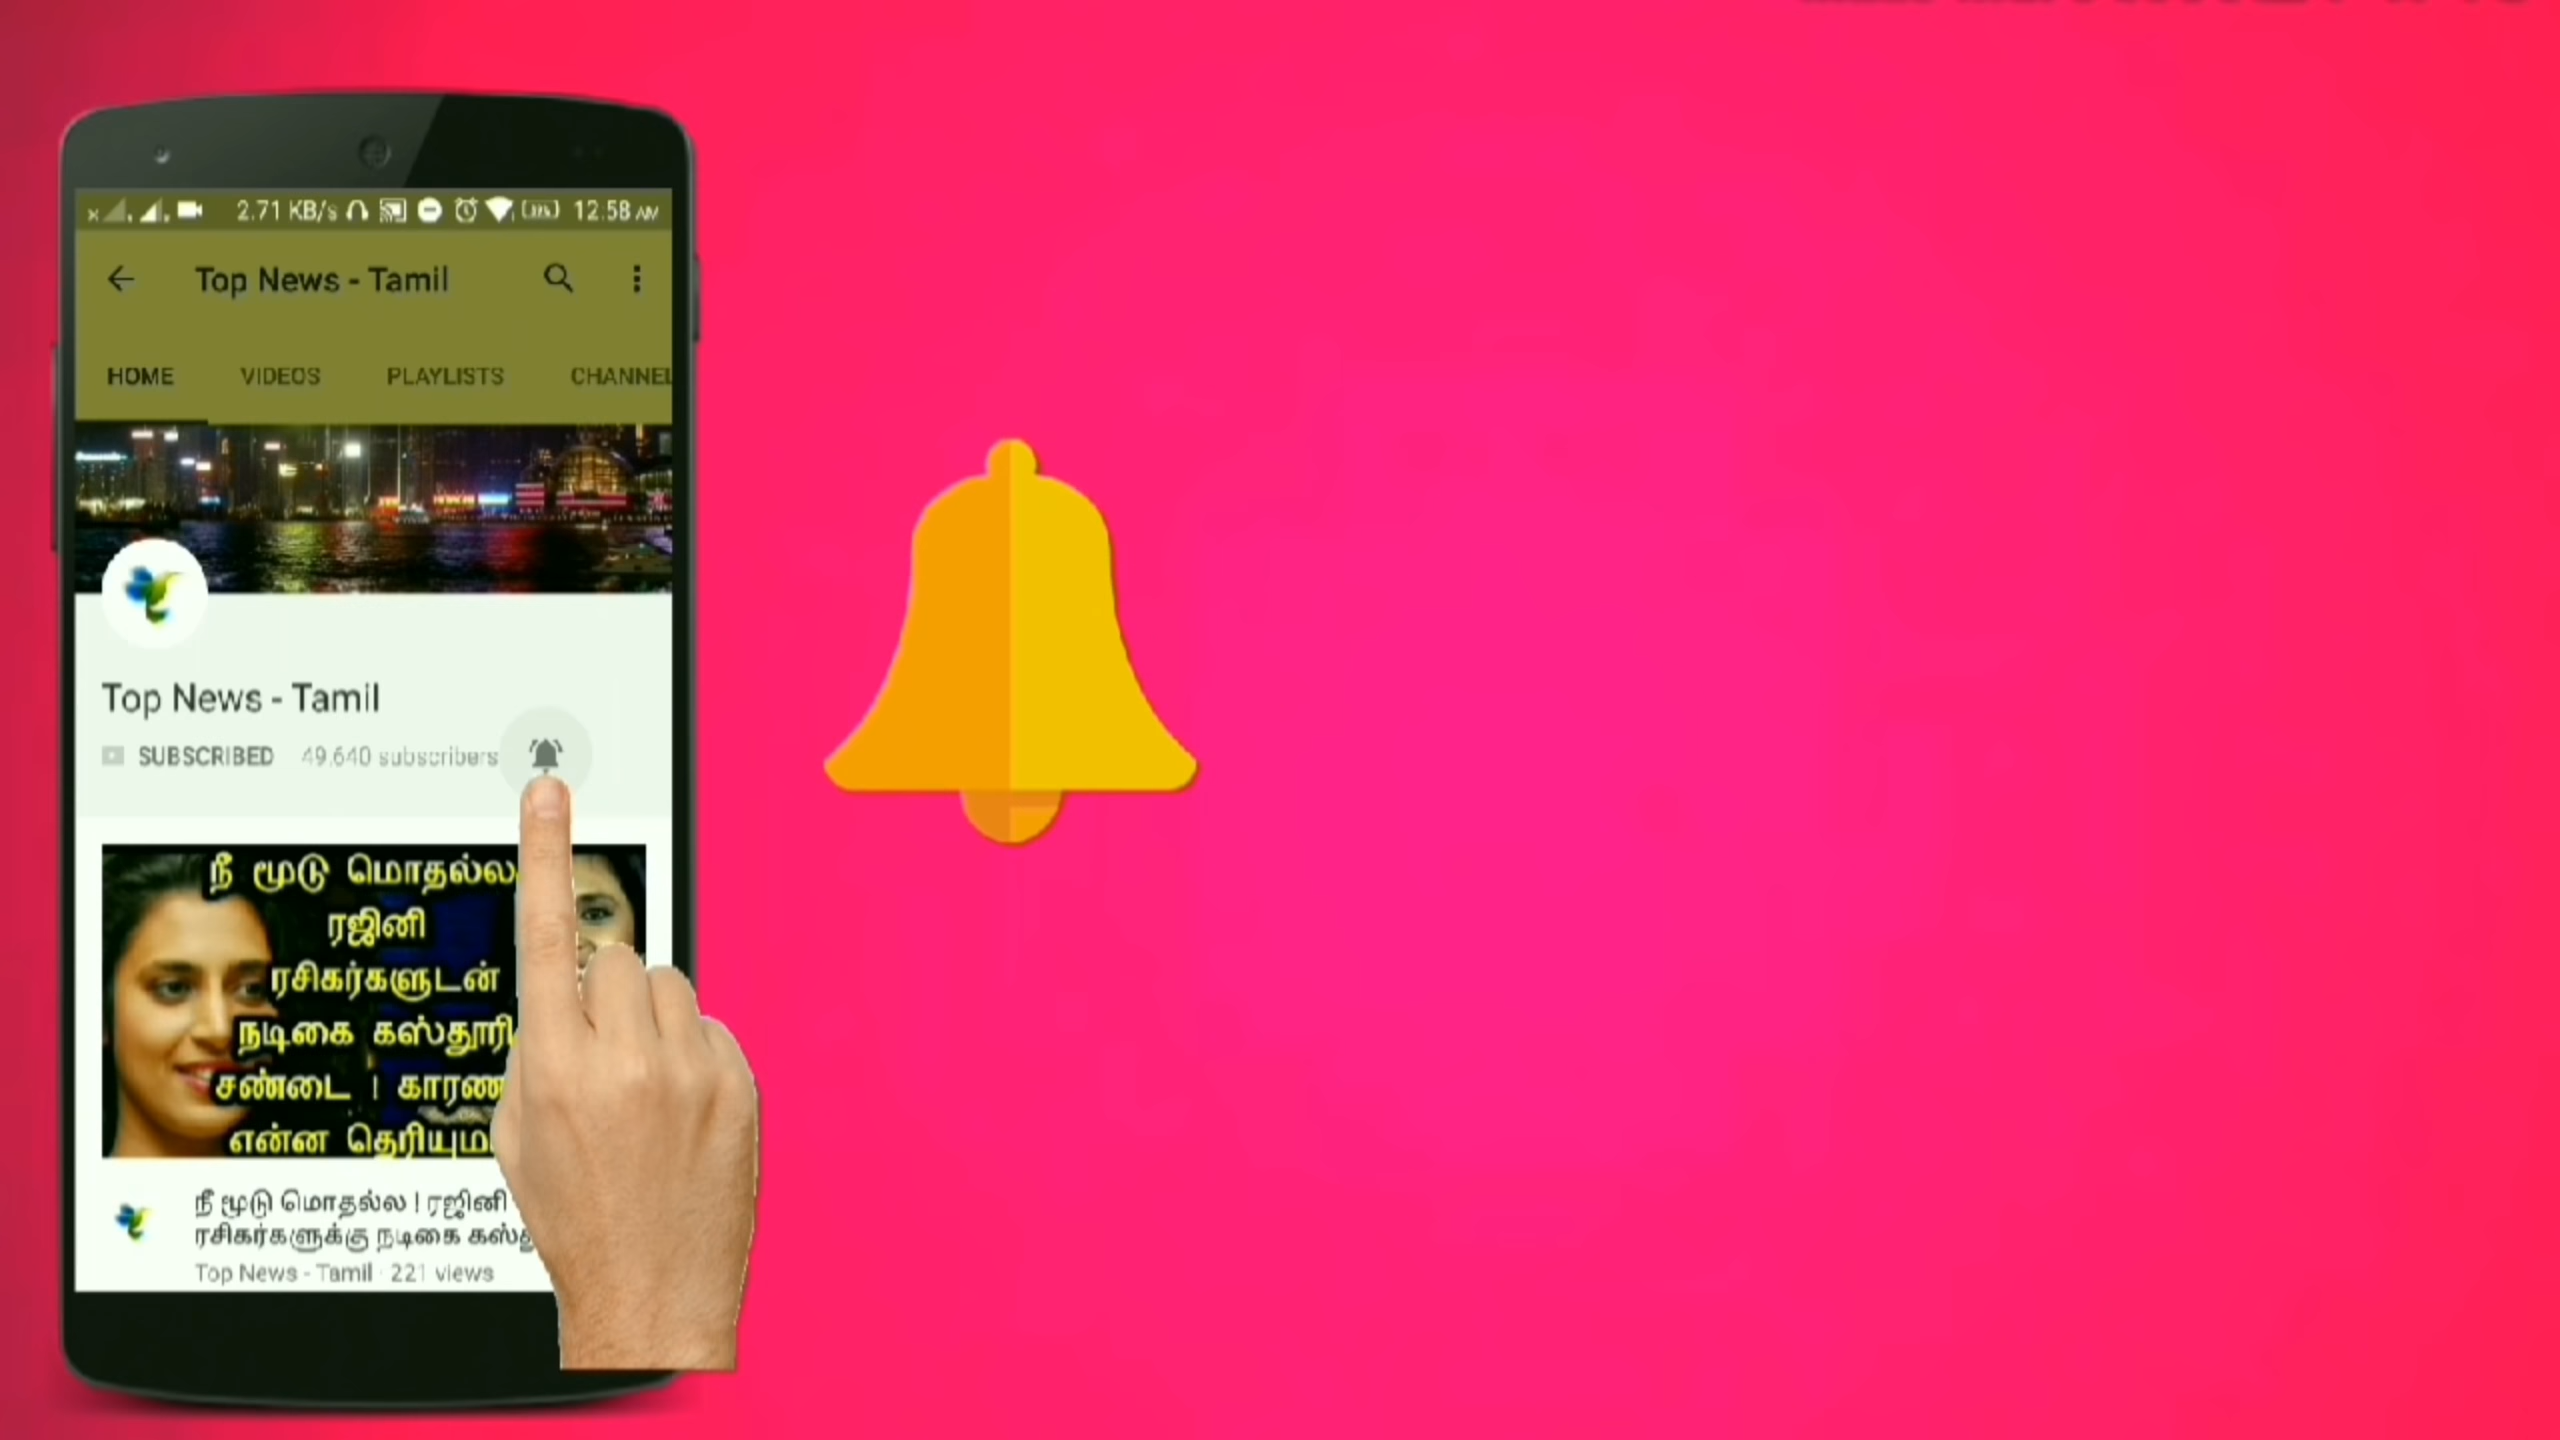 2.71 KB/s 12.58 AM
Top News - Tamil
HOME VIDEOS PLAYLISTS CHANNEL
Top News - Tamil
SUBSCRIBED 49,640 subscribers
நீ மூடு மொதல்ல
ரஜினி
ரசிகர்களுடன்
நடிகை கஸ்தூரி
சண்டை | காரண
என்ன தெரியும
நீ மூடு மொதல்ல | ரஜினி
ரசிகர்களுக்கு நடிகை
Top News - Tamil · 221 views